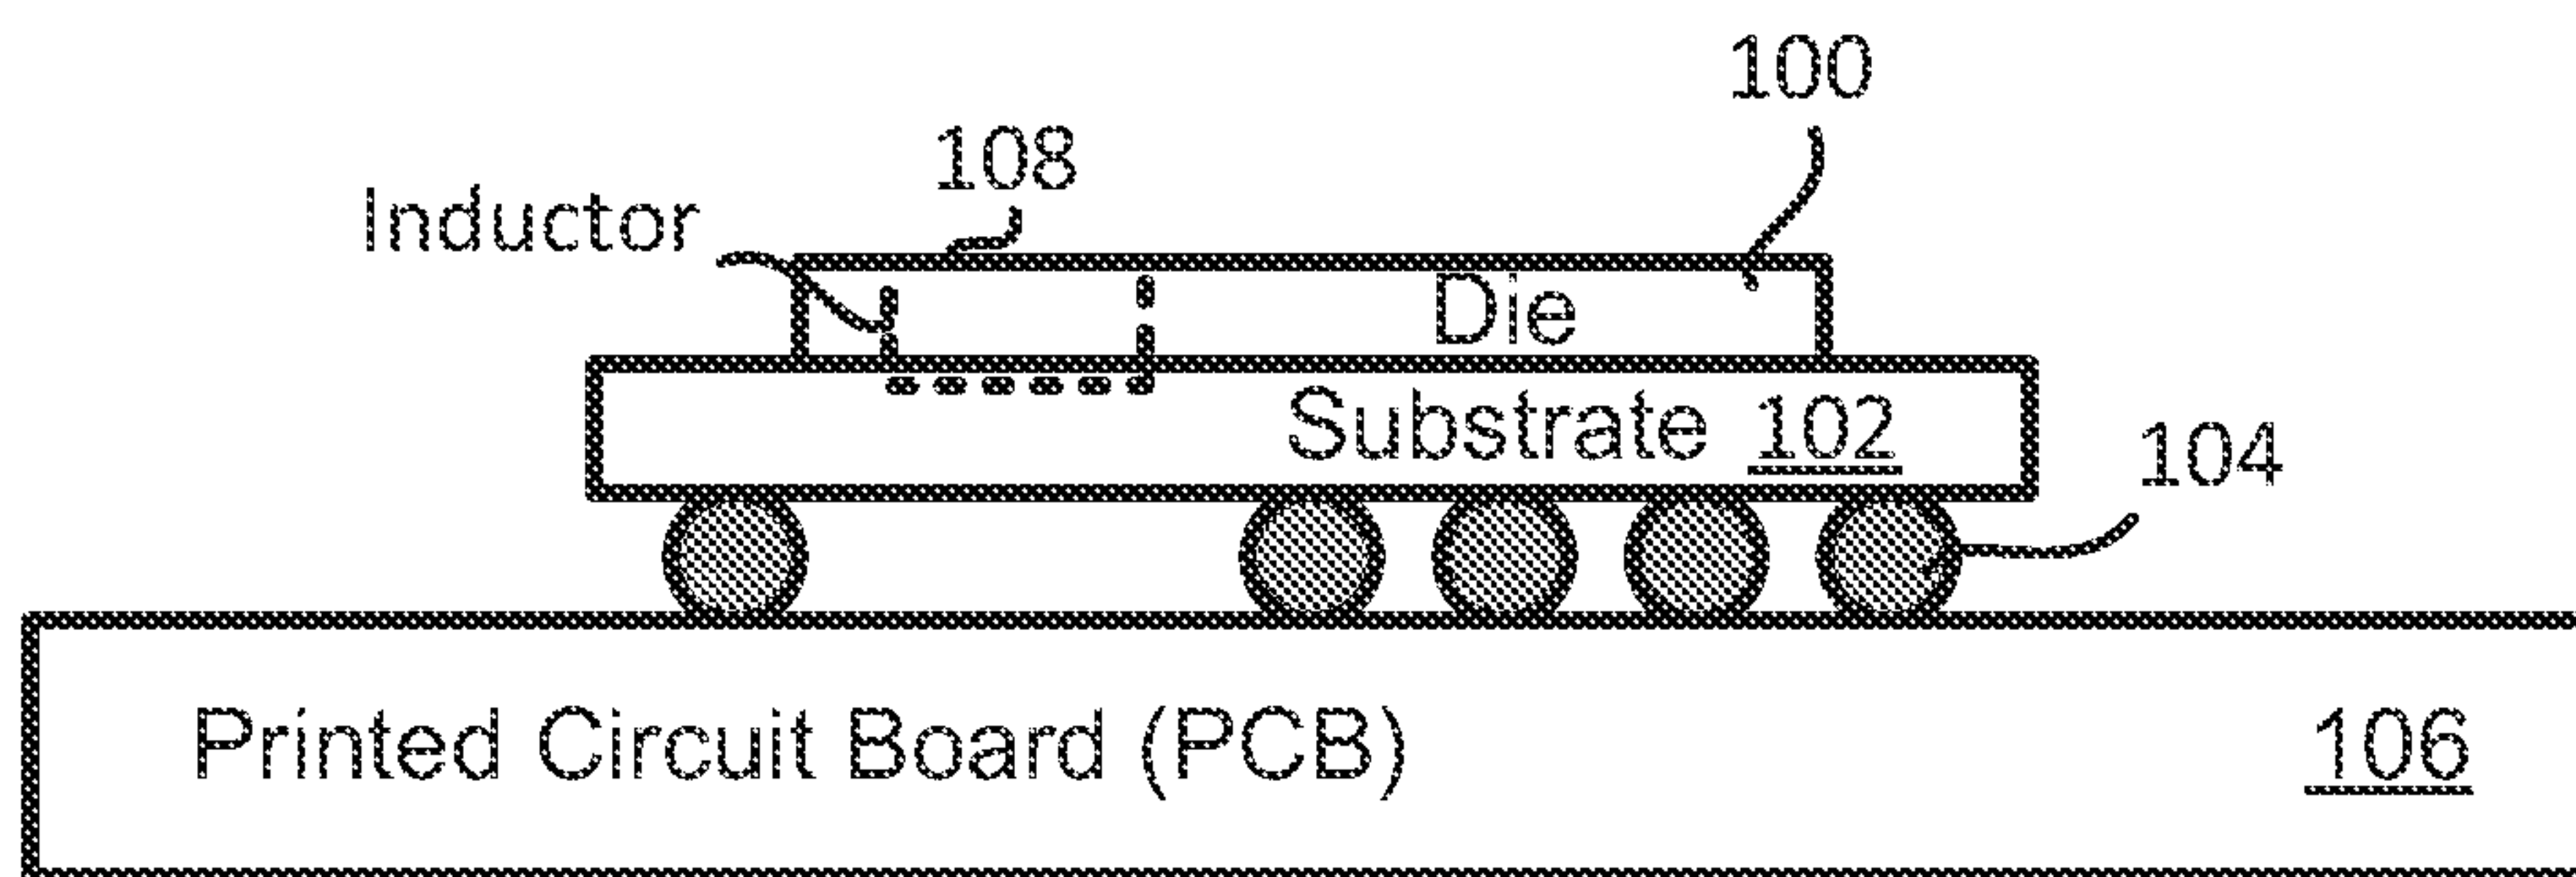 100
108
Inductor
Die
Substrate 102
104
Printed Circuit Board (PCB) 106